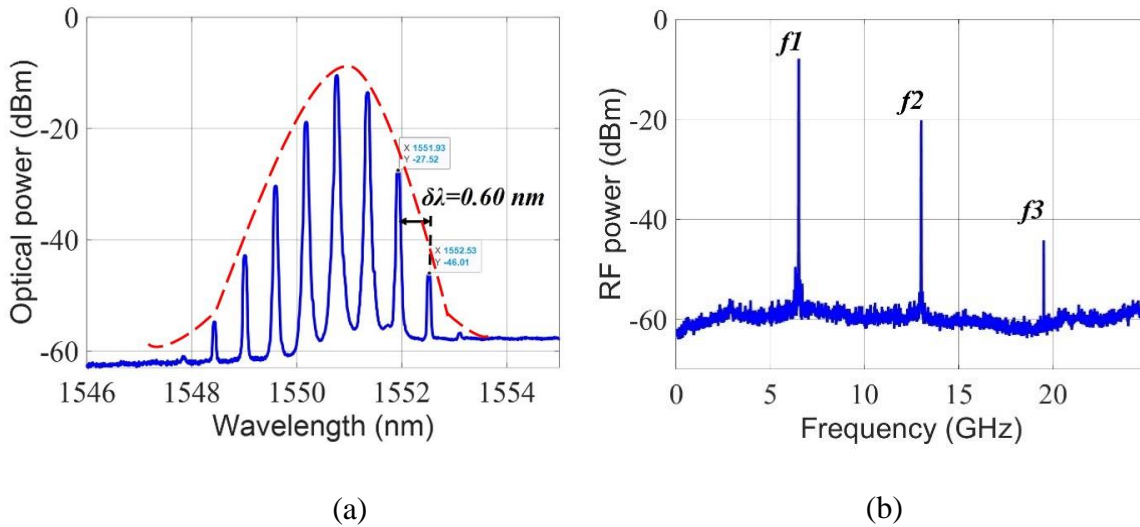 Optical power (dBm)
0
-20
-40
-60
1546
1548
1550
1552
1554
Wavelength (nm)
X 1551.93
Y -27.52
δλ=0.60 nm
X 1552.53
Y -46.01
(a)
RF power (dBm)
0
-20
-40
-60
0
5
10
15
20
Frequency (GHz)
f1
f2
f3
(b)